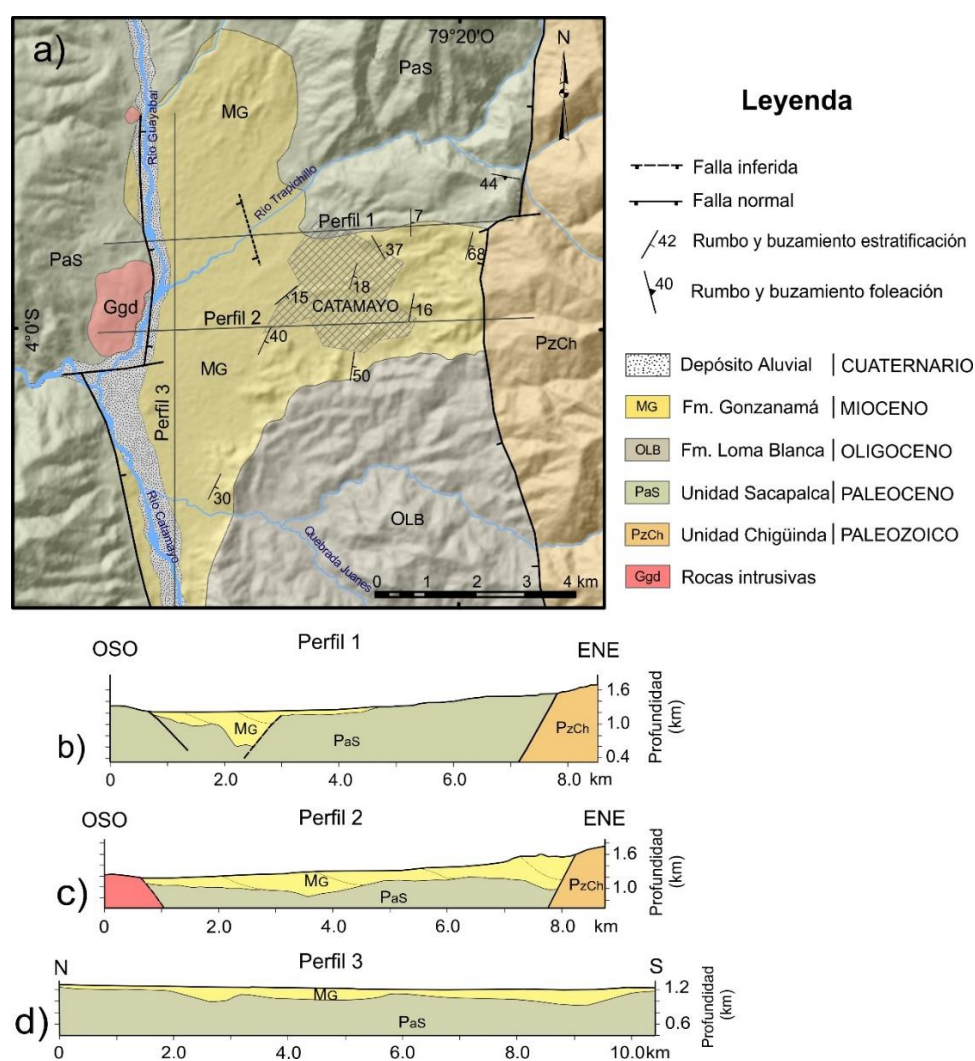 a)
79°20'O
N
PaS
MG
Río Guayabal
44
Río Trapichillo
Perfil 1
7
37
68
PaS
Ggd
18
15
CATAMAYO
16
Perfil 2
40
4°0'S
PzCh
MG
50
Perfil 3
30
Río Catamayo
OLB
Quebrada Juanes
0 1 2 3 4 km
Leyenda
Falla inferida
Falla normal
42 Rumbo y buzamiento estratificación
40 Rumbo y buzamiento foleación
Depósito Aluvial | CUATERNARIO
MG Fm. Gonzanamá | MIOCENO
OLB Fm. Loma Blanca | OLIGOCENO
PaS Unidad Sacapalca | PALEOCENO
PzCh Unidad Chigüinda | PALEOZOICO
Ggd Rocas intrusivas
OSO Perfil 1 ENE
1.6
1.0
0.4
Profundidad
(km)
MG
PaS
PzCh
b)
0 2.0 4.0 6.0 8.0 km
OSO Perfil 2 ENE
1.6
1.0
Profundidad
(km)
MG
PaS
PzCh
c)
0 2.0 4.0 6.0 8.0 km
N Perfil 3 S
1.2
0.6
Profundidad
(km)
MG
PaS
d)
0 2.0 4.0 6.0 8.0 10.0km